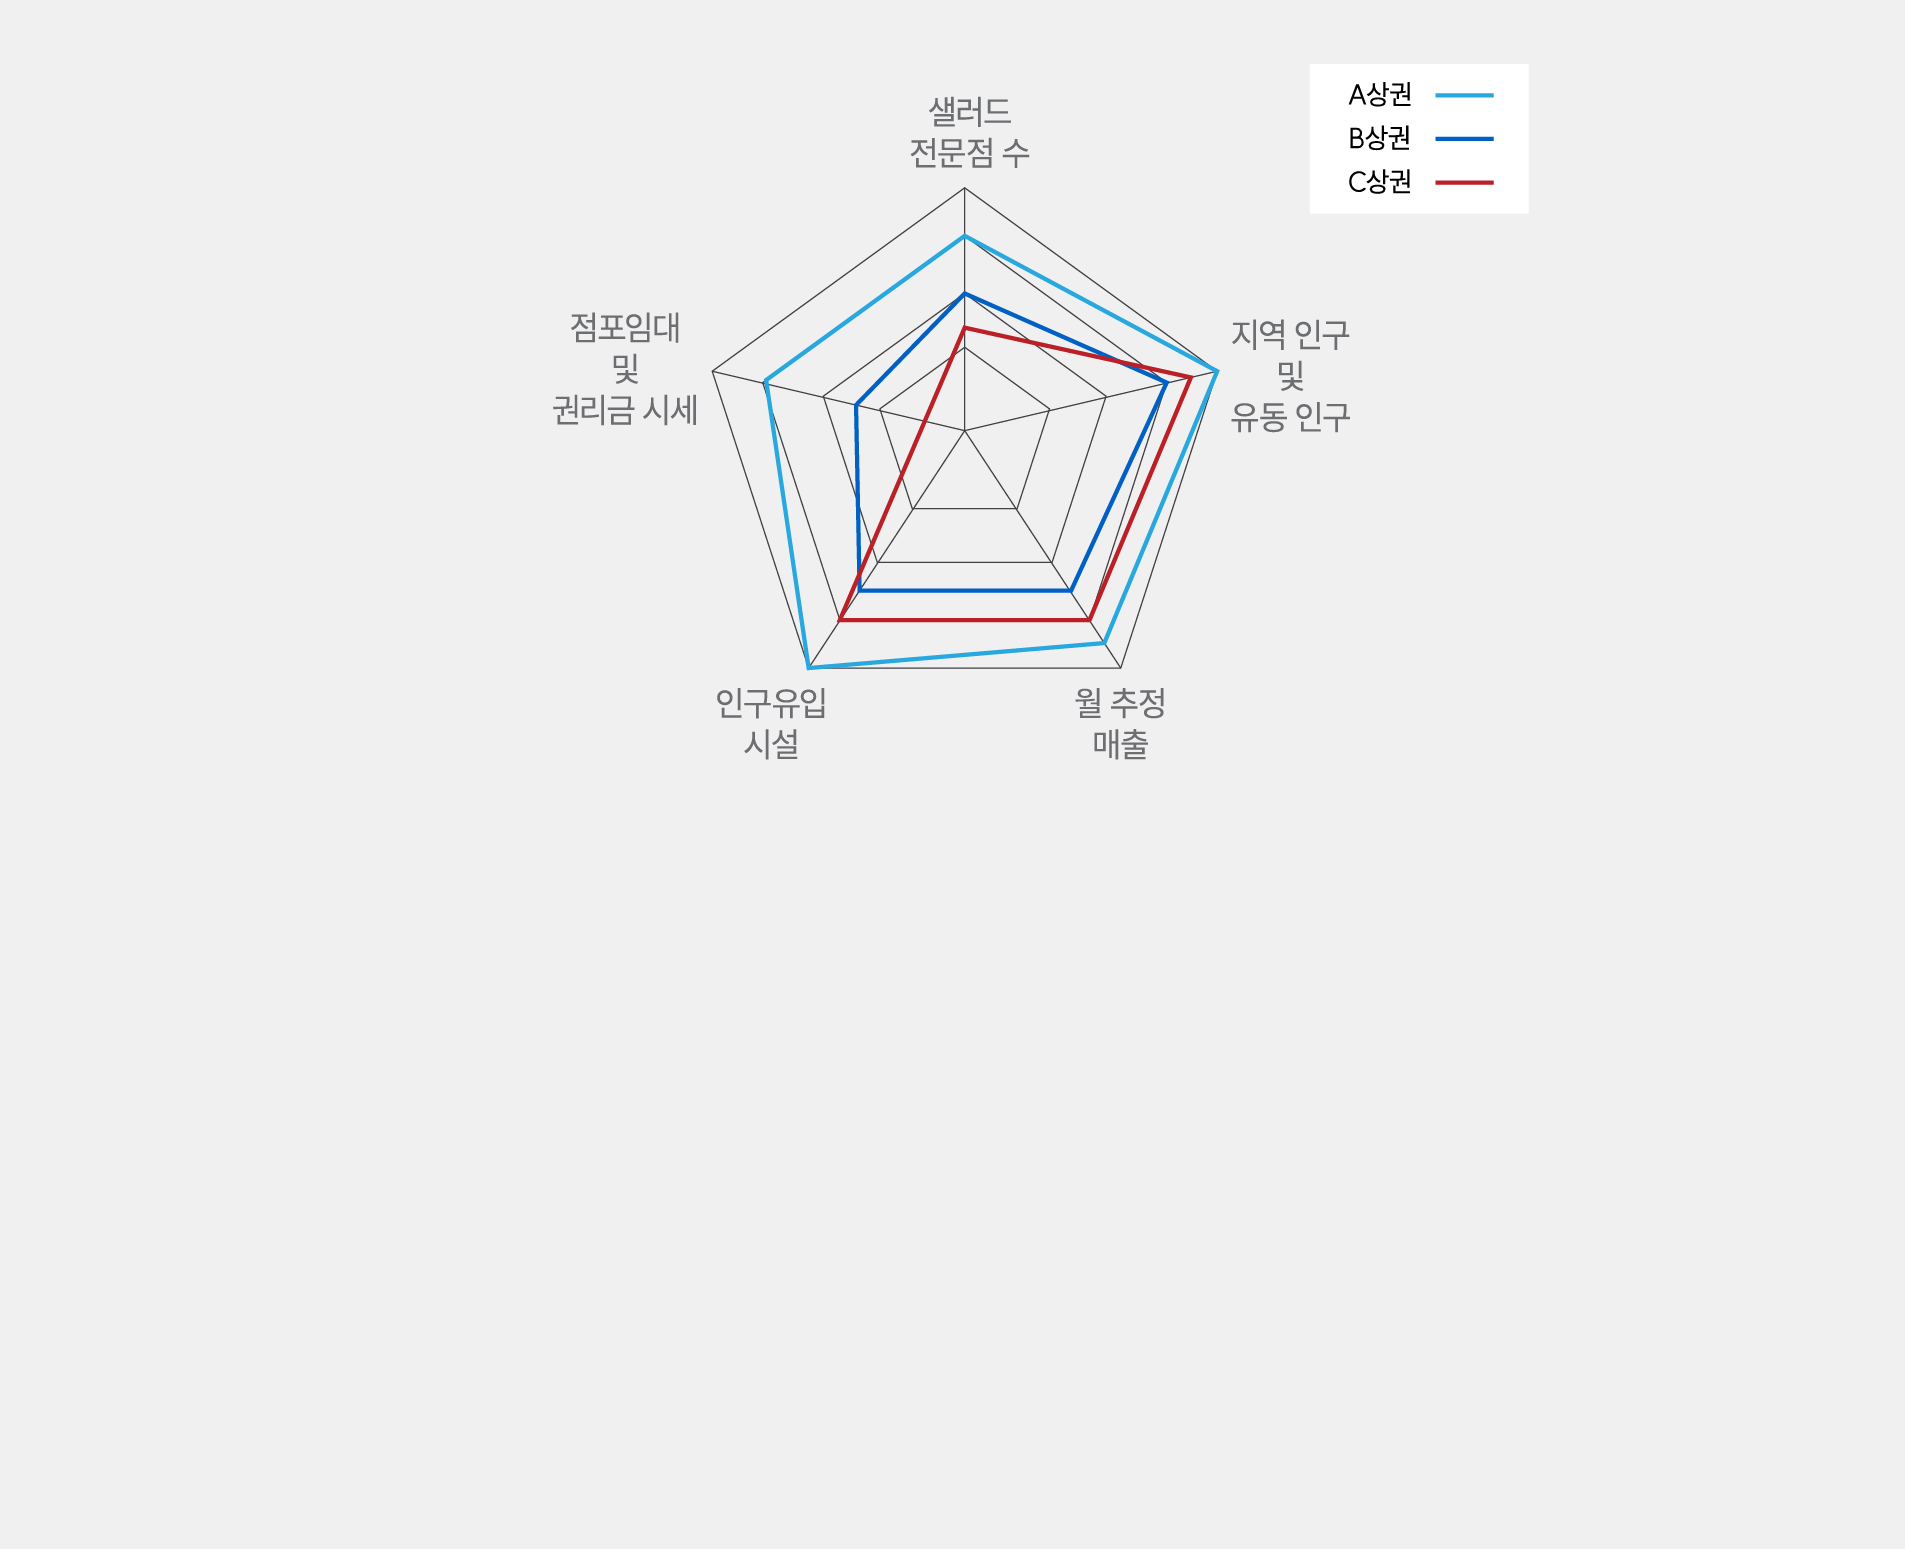 A상권
B상권
C상권
샐러드
전문점 수
점포임대
및
권리금 시세
지역 인구
및
유동 인구
인구유입
시설
월 추정
매출